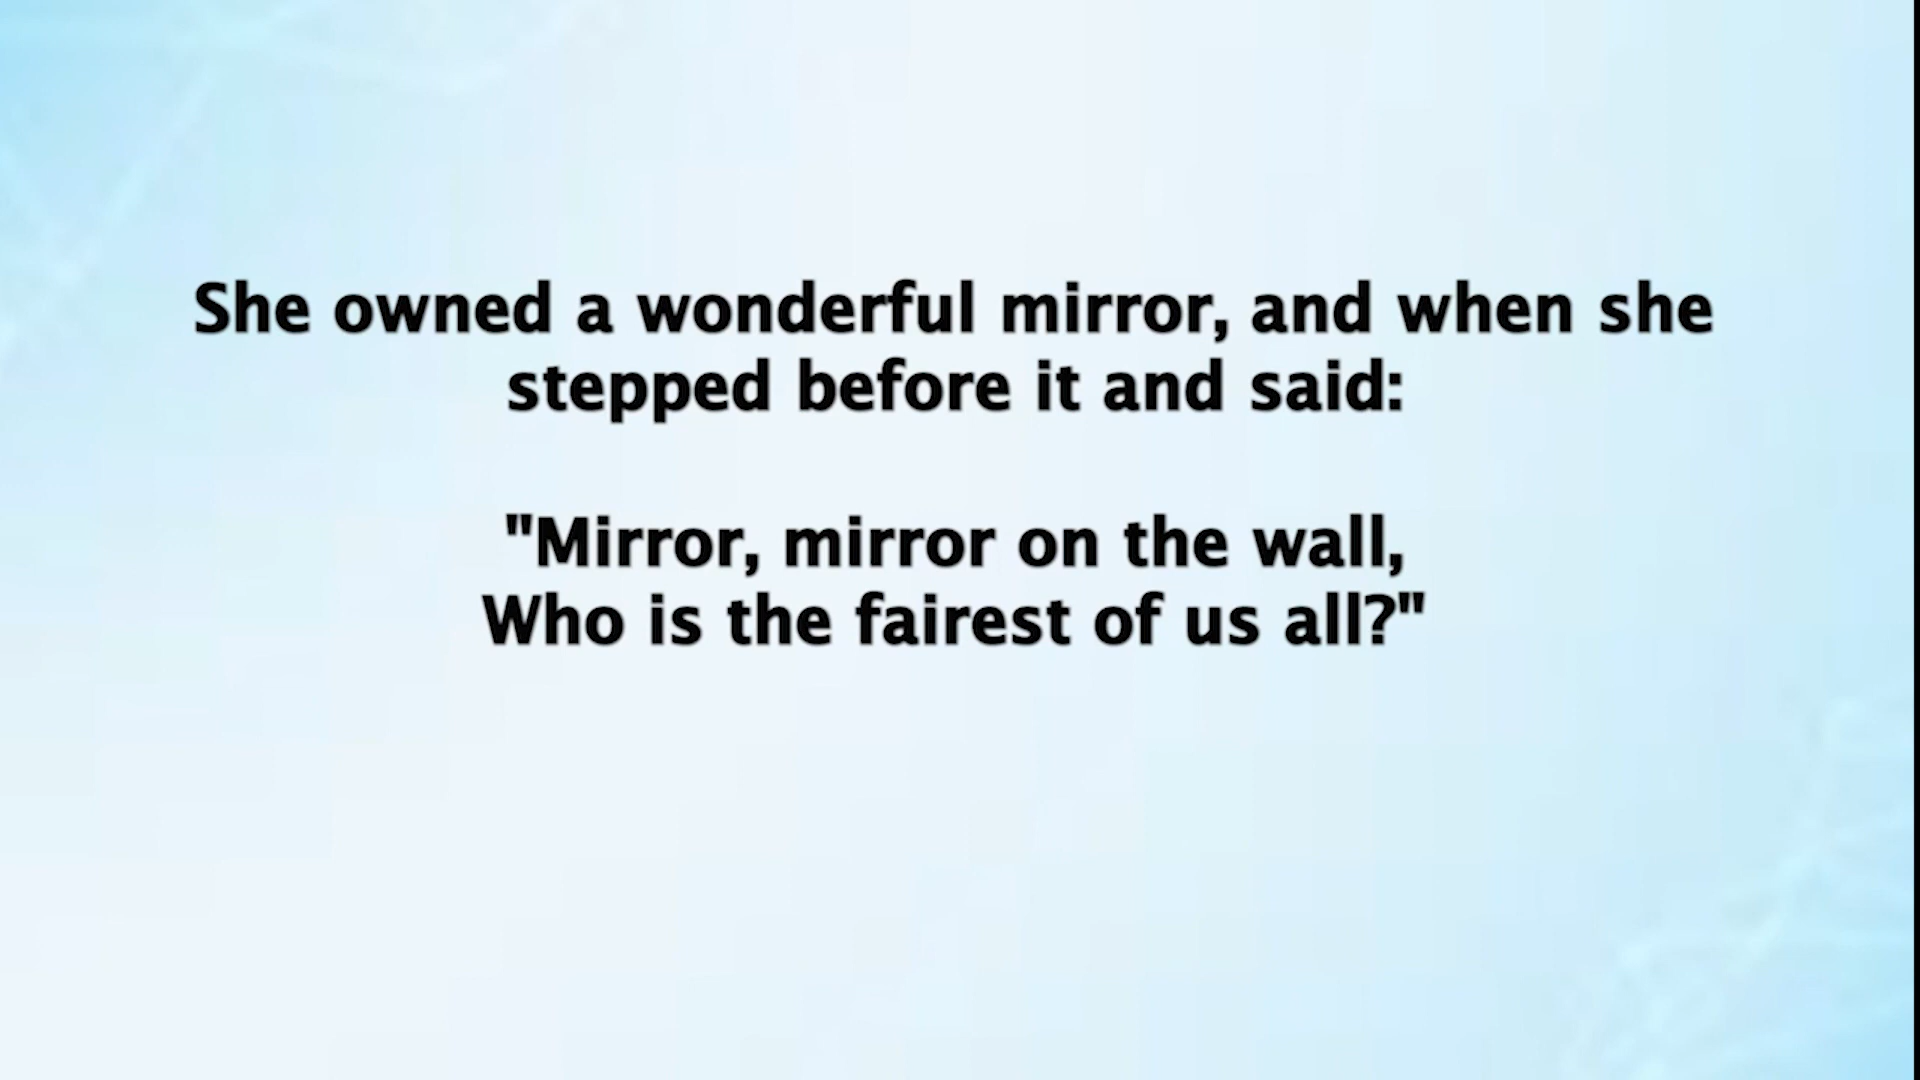 She owned a wonderful mirror, and when she
stepped before it and said:
"Mirror, mirror on the wall,
Who is the fairest of us all?"